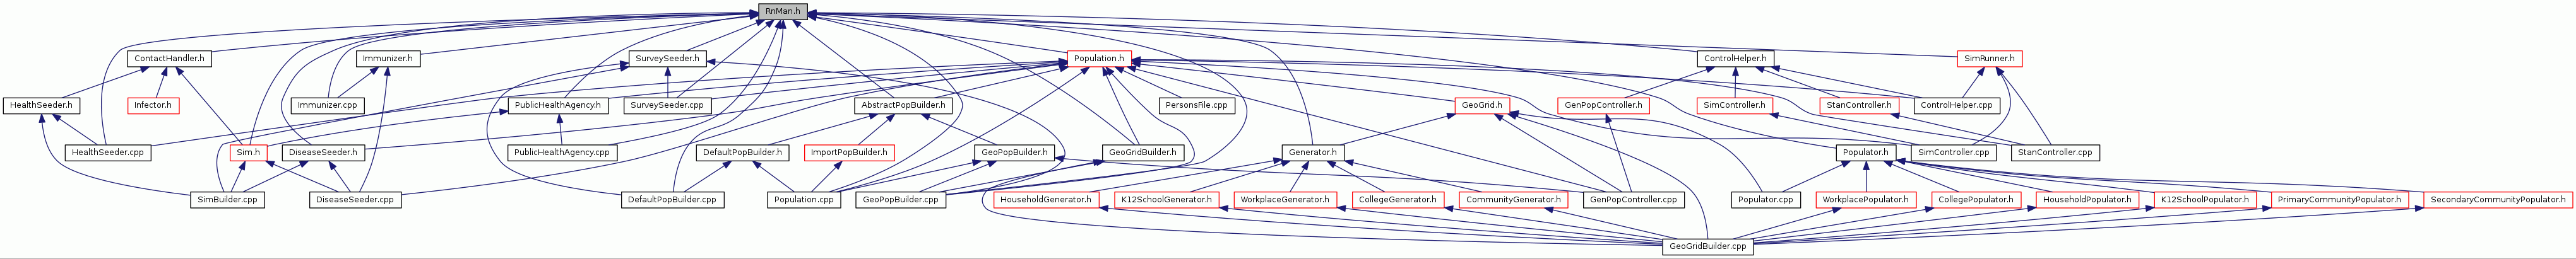 RnMan.h
ContactHandler.h
Immunizer.h
SurveySeeder.h
Population.h
ControlHelper.h
SimRunner.h
HealthSeeder.h
Infector.h
Immunizer.cpp
PublicHealthAgency.h
SurveySeeder.cpp
AbstractPopBuilder.h
PersonsFile.cpp
GeoGrid.h
GenPopController.h
SimController.h
StanController.h
ControlHelper.cpp
HealthSeeder.cpp
Sim.h
DiseaseSeeder.h
PublicHealthAgency.cpp
DefaultPopBuilder.h
ImportPopBuilder.h
GeoPopBuilder.h
GeoGridBuilder.h
Generator.h
Populator.h
SimController.cpp
StanController.cpp
SimBuilder.cpp
DiseaseSeeder.cpp
DefaultPopBuilder.cpp
Population.cpp
GeoPopBuilder.cpp
HouseholdGenerator.h
K12SchoolGenerator.h
WorkplaceGenerator.h
CollegeGenerator.h
CommunityGenerator.h
GenPopController.cpp
Populator.cpp
WorkplacePopulator.h
CollegePopulator.h
HouseholdPopulator.h
K12SchoolPopulator.h
PrimaryCommunityPopulator.h
SecondaryCommunityPopulator.h
GeoGridBuilder.cpp